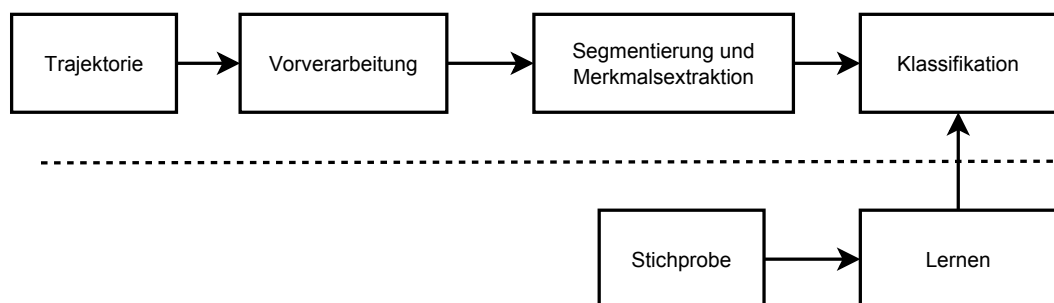 Trajektorie
Vorverarbeitung
Segmentierung und
Merkmalsextraktion
Klassifikation
Stichprobe
Lernen